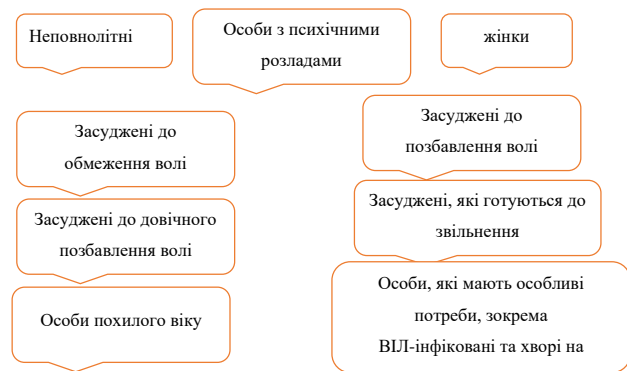 Неповнолітні
Особи з психічними
розладами
жінки
Засуджені до
обмеження волі
Засуджені до
позбавлення волі
Засуджені до довічного
позбавлення волі
Засуджені, які готуються до
звільнення
Особи похилого віку
Особи, які мають особливі
потреби, зокрема
ВІЛ-інфіковані та хворі на